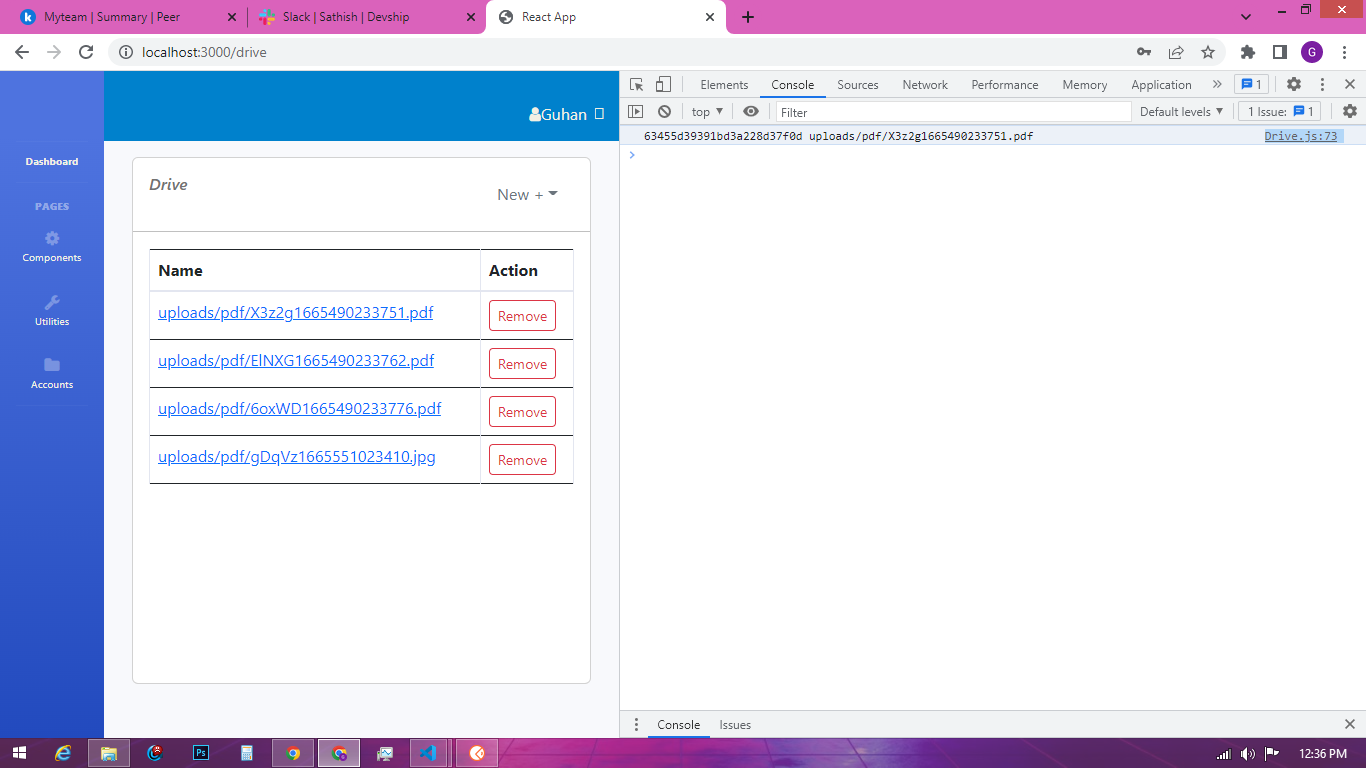 Myteam | Summary | Peer
Slack | Sathish | Devship
React App
localhost:3000/drive
G
Guhan
Dashboard
PAGES
Components
Utilities
Accounts
Drive
New +
Name Action
uploads/pdf/X3z2g1665490233751.pdf Remove
uploads/pdf/ElNXG1665490233762.pdf Remove
uploads/pdf/6oxWD1665490233776.pdf Remove
uploads/pdf/gDqVz1665551023410.jpg Remove
Elements Console Sources Network Performance Memory Application » 1
top Filter Default levels 1 Issue: 1
63455d39391bd3a228d37f0d uploads/pdf/X3z2g1665490233751.pdf Drive.js:73
Console Issues
Ps
12:36 PM